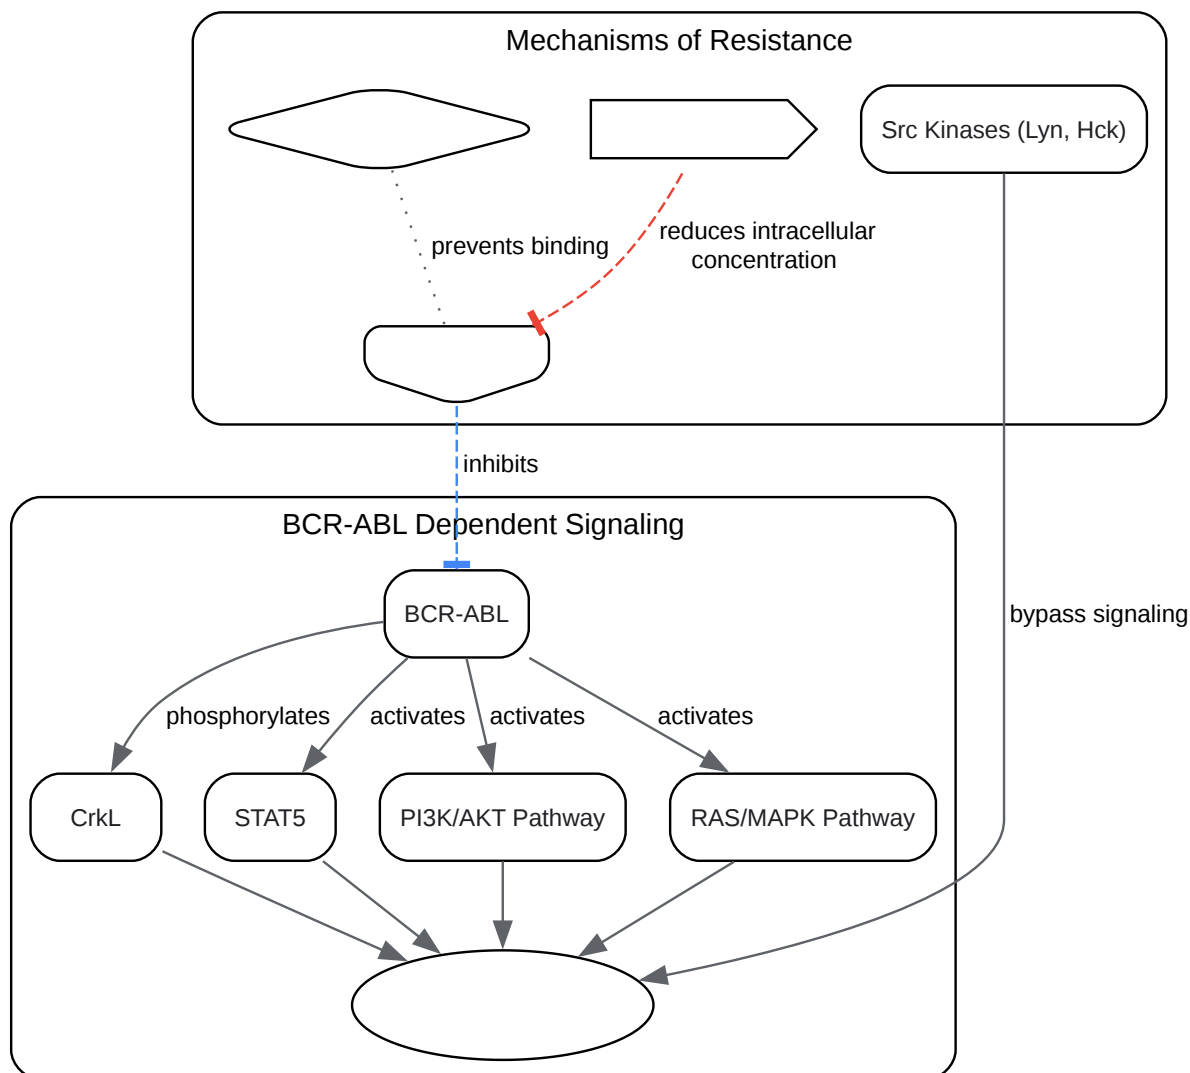 Mechanisms of Resistance
Src Kinases (Lyn, Hck)
prevents binding
reduces intracellular
concentration
inhibits
BCR-ABL Dependent Signaling
BCR-ABL
bypass signaling
phosphorylates
activates
activates
activates
CrkL
STAT5
PI3K/AKT Pathway
RAS/MAPK Pathway